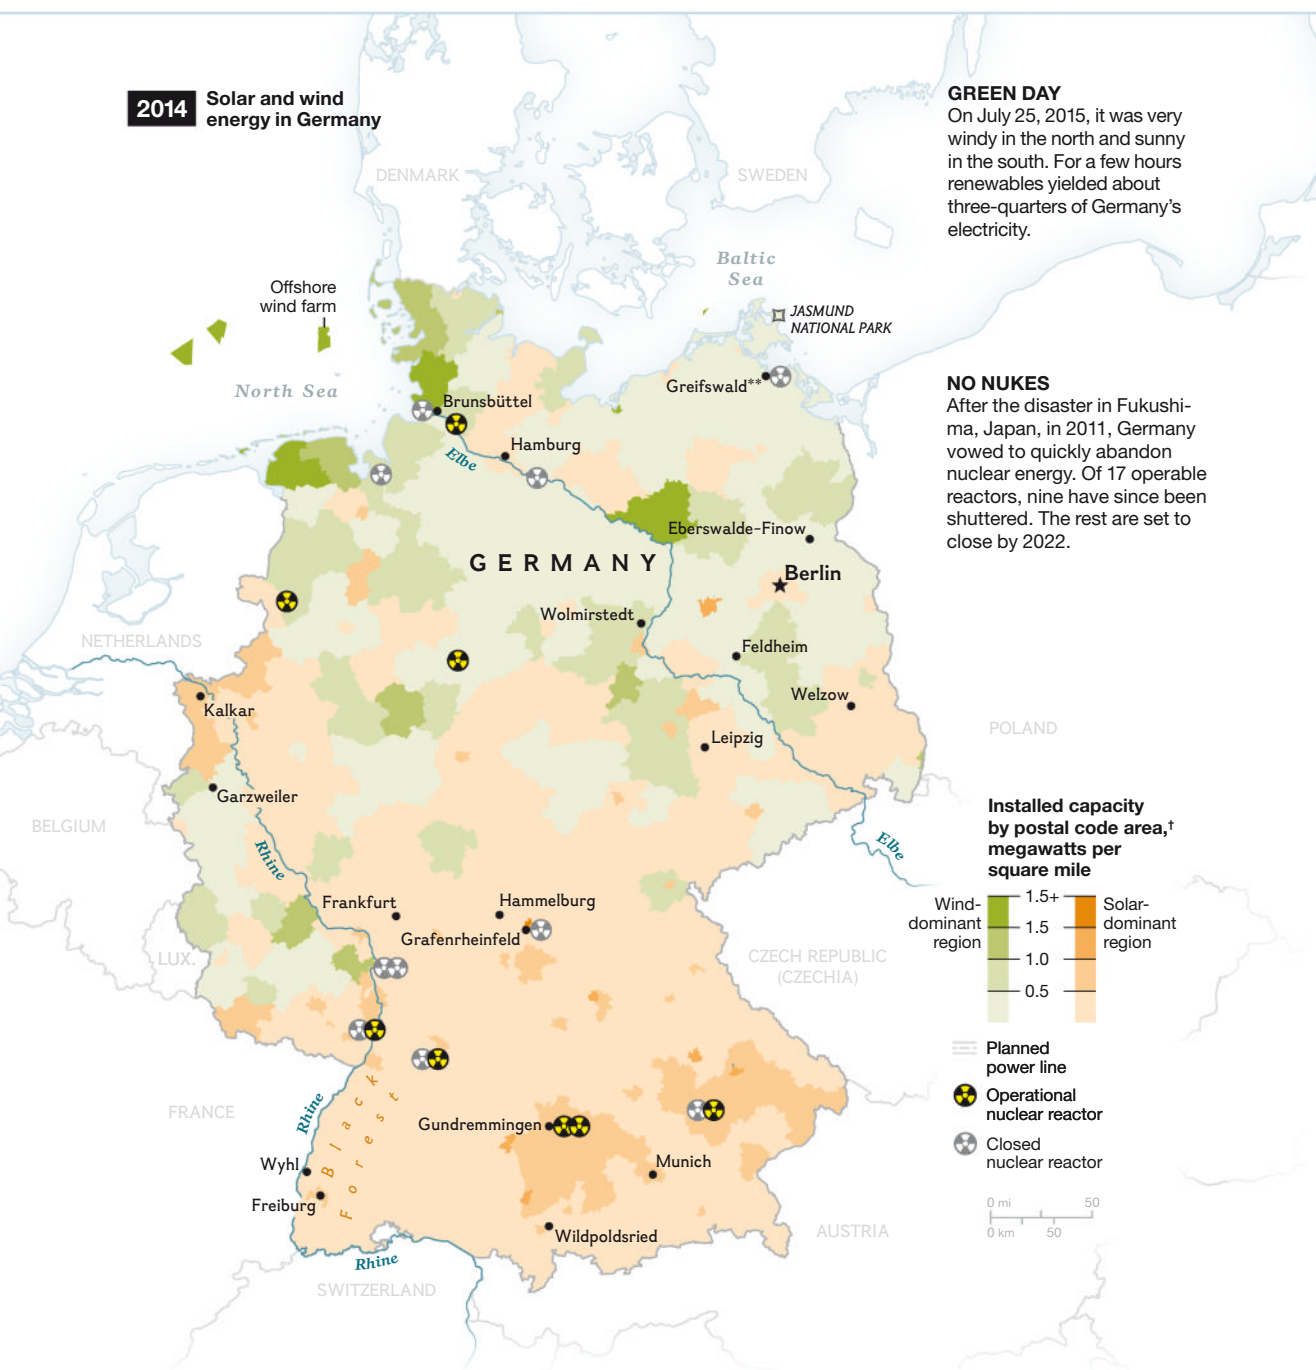 2014
Solar and wind
energy in Germany
GREEN DAY
On July 25, 2015, it was very
windy in the north and sunny
in the south. For a few hours
renewables yielded about
three-quarters of Germany’s
electricity.
DENMARK
SWEDEN
Baltic
Sea
Offshore
wind farm
JASMUND
NATIONAL PARK
North Sea
Greifswald**
NO NUKES
After the disaster in Fukushi-
ma, Japan, in 2011, Germany
vowed to quickly abandon
nuclear energy. Of 17 operable
reactors, nine have since been
shuttered. The rest are set to
close by 2022.
Brunsbüttel
Hamburg
Elbe
Eberswalde-Finow
GERMANY
Berlin
Wolmirstedt
NETHERLANDS
Feldheim
Welzow
Kalkar
POLAND
Leipzig
Garzweiler
BELGIUM
Elbe
Rhine
Installed capacity
by postal code area,†
megawatts per
square mile
Wind-
dominant
region
1.5+
1.5
1.0
0.5
Solar-
dominant
region
Frankfurt
Hammelburg
Grafenrheinfeld
LUX.
CZECH REPUBLIC
(CZECHIA)
Planned
power line
Operational
nuclear reactor
Closed
nuclear reactor
FRANCE
Rhine
Black
Forest
Gundremmingen
Munich
Wyhl
Freiburg
0 mi
50
0 km
50
Wildpoldsried
AUSTRIA
Rhine
SWITZERLAND